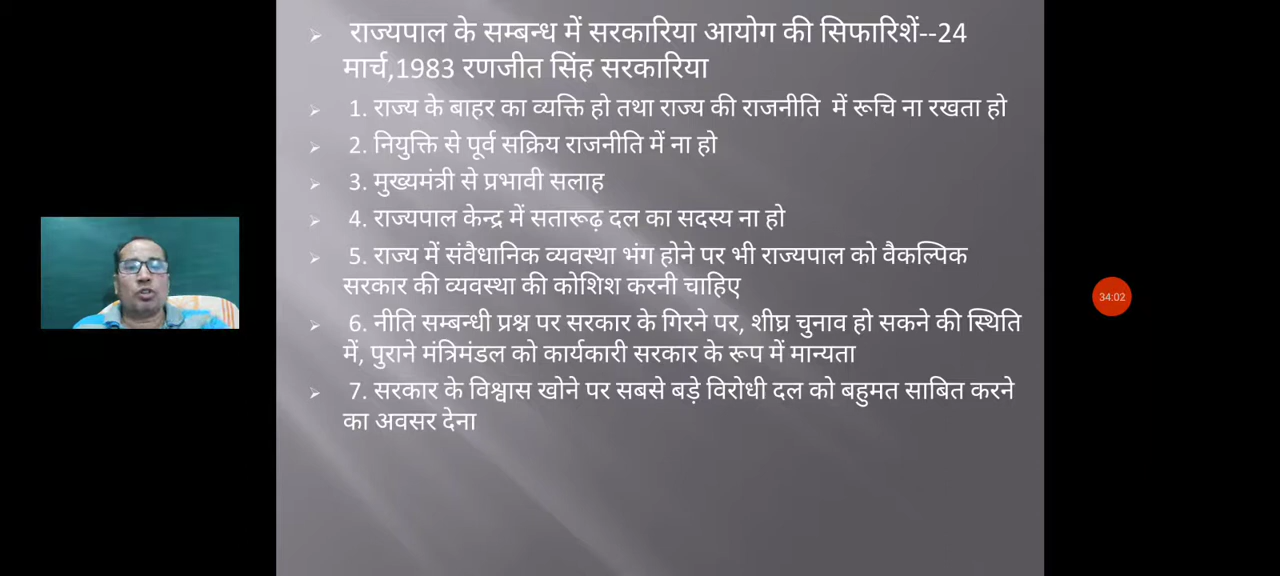 राज्यपाल के सम्बन्ध में सरकारिया आयोग की सिफारिशें--24
मार्च,1983 रणजीत सिंह सरकारिया
1. राज्य के बाहर का व्यक्ति हो तथा राज्य की राजनीति में रूचि ना रखता हो
2. नियुक्ति से पूर्व सक्रिय राजनीति में ना हो
3. मुख्यमंत्री से प्रभावी सलाह
4. राज्यपाल केन्द्र में सतारूढ़ दल का सदस्य ना हो
5. राज्य में संवैधानिक व्यवस्था भंग होने पर भी राज्यपाल को वैकल्पिक
सरकार की व्यवस्था की कोशिश करनी चाहिए
6. नीति सम्बन्धी प्रश्न पर सरकार के गिरने पर, शीघ्र चुनाव हो सकने की स्थिति
में, पुराने मंत्रिमंडल को कार्यकारी सरकार के रूप में मान्यता
7. सरकार के विश्वास खोने पर सबसे बड़े विरोधी दल को बहुमत साबित करने
का अवसर देना
34:02